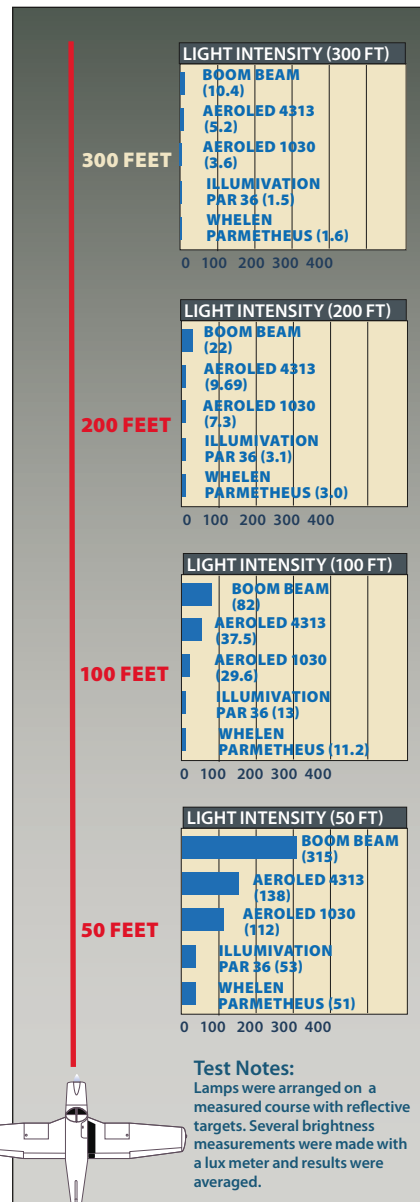 LIGHT INTENSITY (300 FT)
BOOM BEAM
(10.4)
AEROLED 4313
(5.2)
AEROLED 1030
(3.6)
ILLUMIVATION
PAR 36 (1.5)
WHELEN
PARMETHEUS (1.6)
0 100 200 300 400
300 FEET
LIGHT INTENSITY (200 FT)
BOOM BEAM
(22)
AEROLED 4313
(9.69)
AEROLED 1030
(7.3)
ILLUMIVATION
PAR 36 (3.1)
WHELEN
PARMETHEUS (3.0)
0 100 200 300 400
200 FEET
LIGHT INTENSITY (100 FT)
BOOM BEAM
(82)
AEROLED 4313
(37.5)
AEROLED 1030
(29.6)
ILLUMIVATION
PAR 36 (13)
WHELEN
PARMETHEUS (11.2)
0 100 200 300 400
100 FEET
LIGHT INTENSITY (50 FT)
BOOM BEAM
(315)
AEROLED 4313
(138)
AEROLED 1030
(112)
ILLUMIVATION
PAR 36 (53)
WHELEN
PARMETHEUS (51)
0 100 200 300 400
50 FEET
Test Notes:
Lamps were arranged on a
measured course with reflective
targets. Several brightness
measurements were made with
a lux meter and results were
averaged.